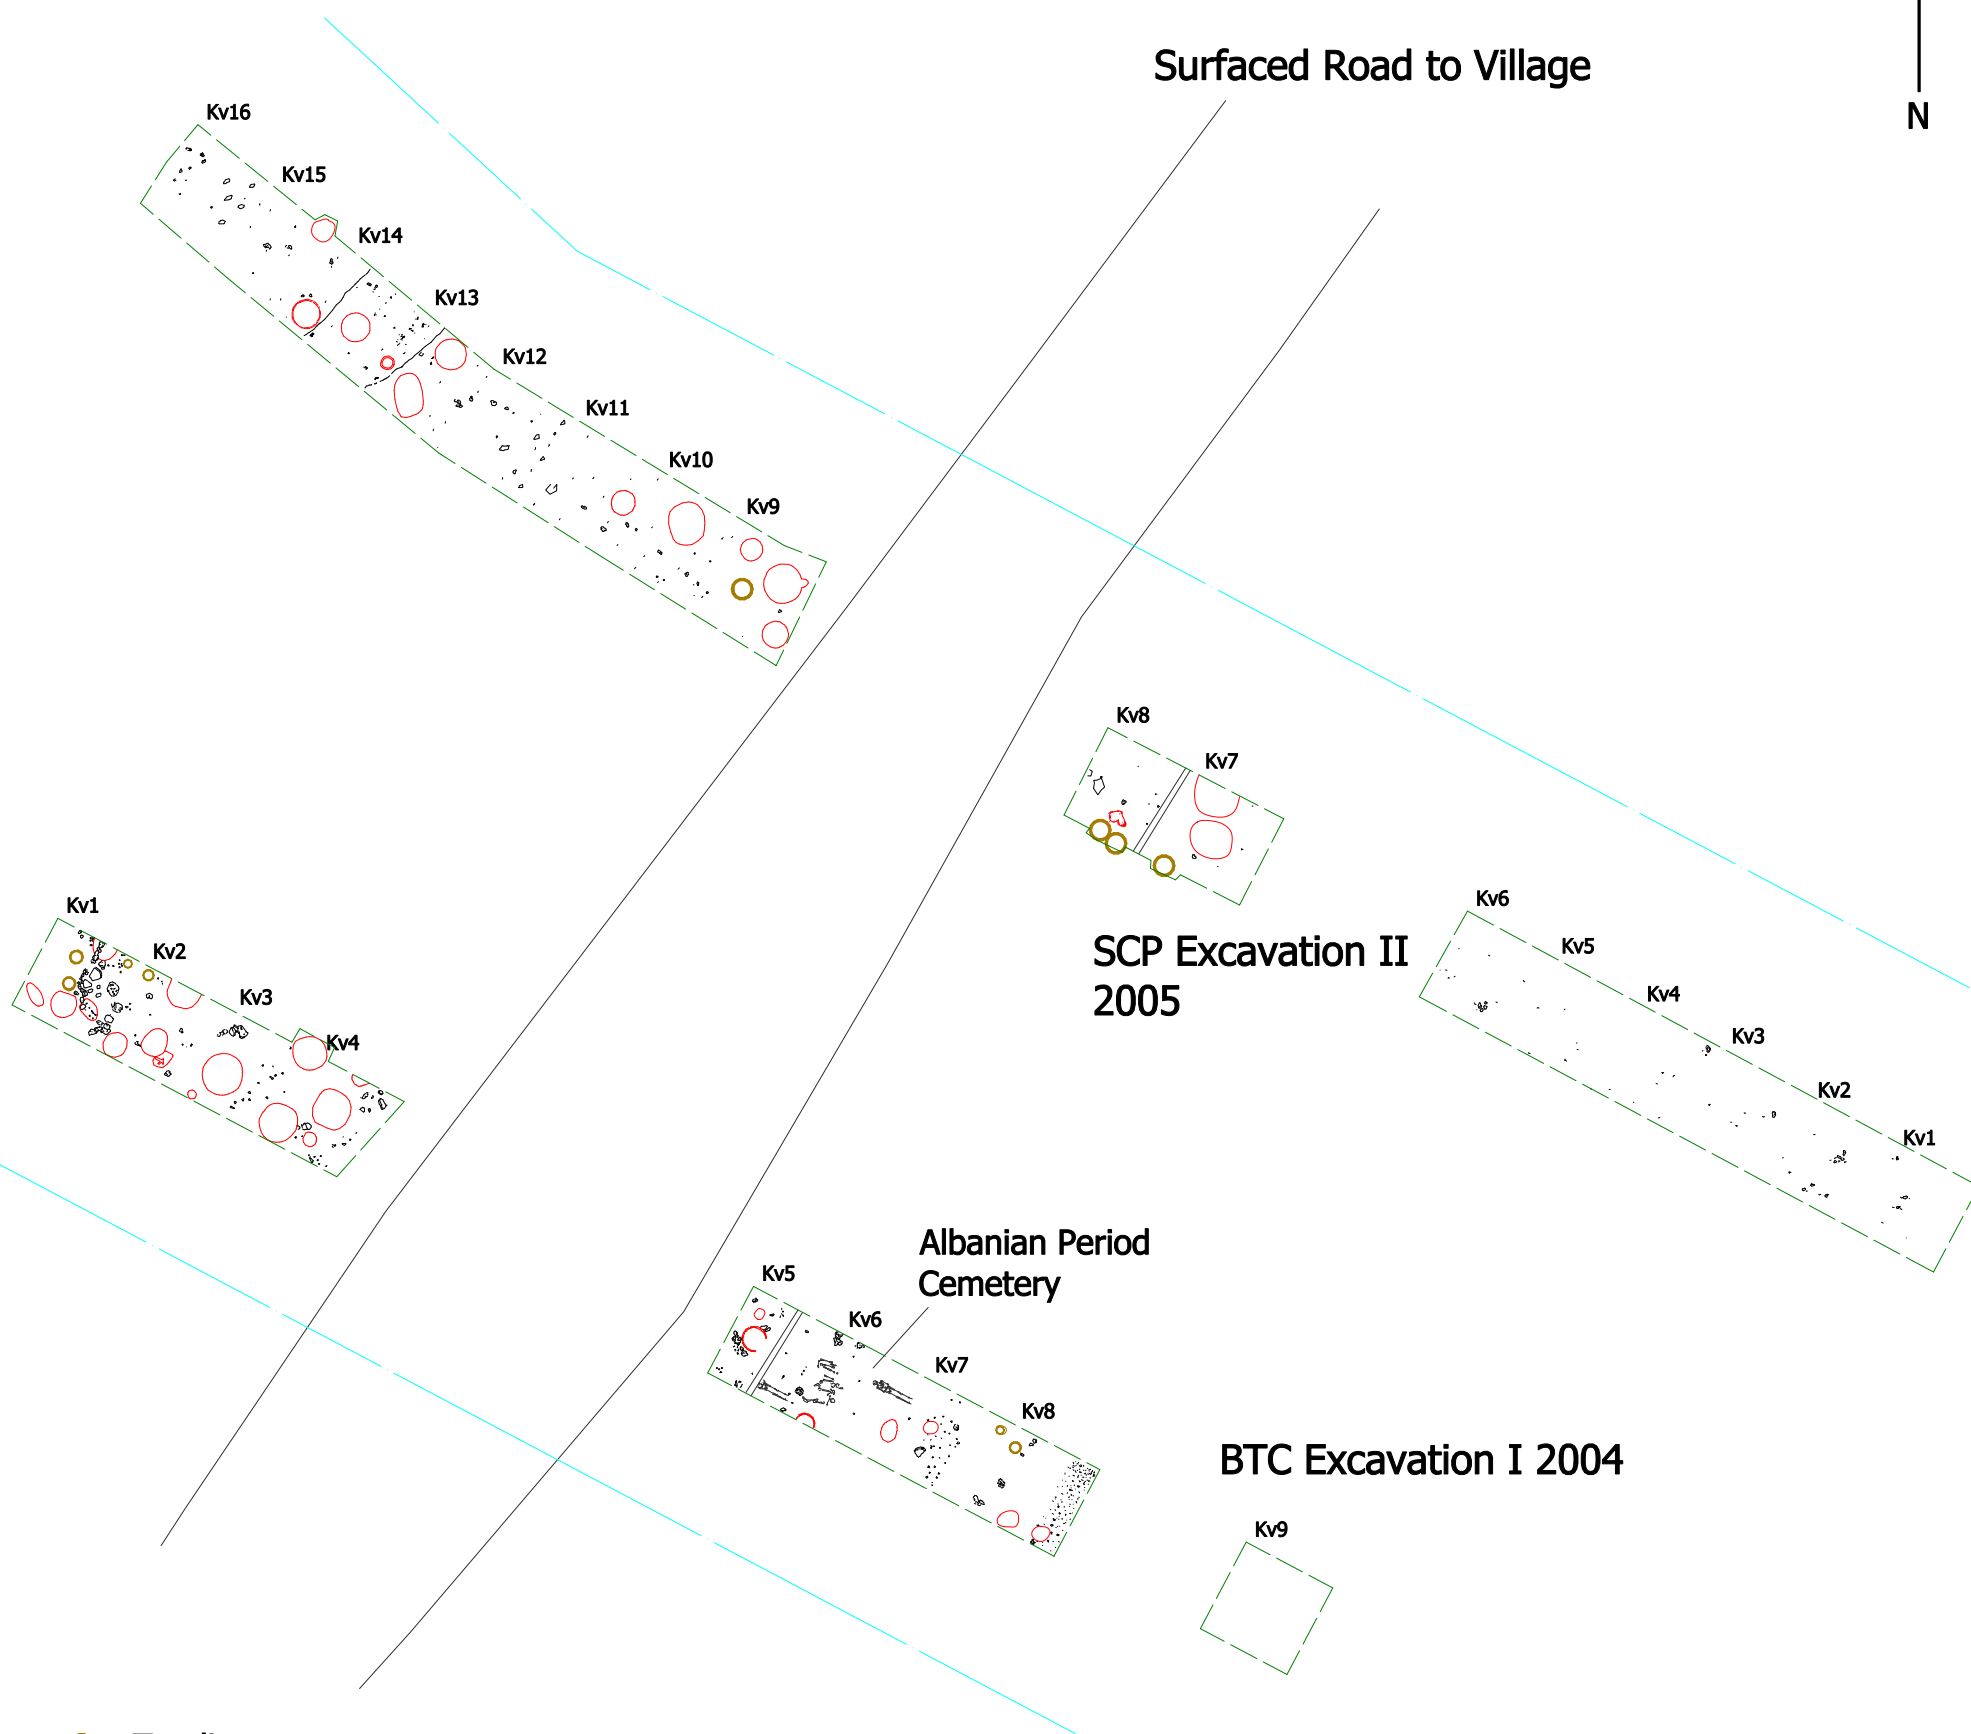 Surfaced Road to Village
N
Kv16
Kv15
Kv14
Kv13
Kv12
Kv11
Kv10
Kv9
Kv8
Kv7
SCP Excavation II
2005
Kv6
Kv5
Kv4
Kv3
Kv2
Kv1
Kv1
Kv2
Kv3
Kv4
Albanian Period
Cemetery
Kv5
Kv6
Kv7
Kv8
BTC Excavation I 2004
Kv9